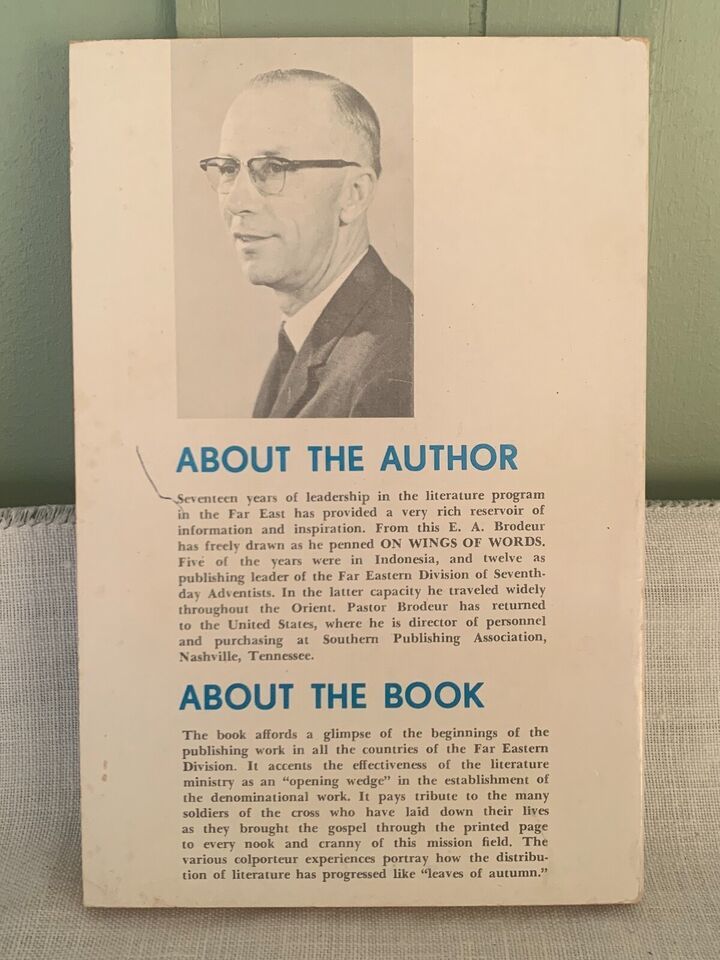 ABOUT THE AUTHOR
Seventeen years of leadership in the literature program
in the Far East has provided a very rich reservoir of
information and inspiration. From this E. A. Brodeur
has freely drawn as he penned ON WINGS OF WORDS.
Five of the years were in Indonesia, and twelve as
publishing leader of the Far Eastern Division of Seventh-
day Adventists. In the latter capacity he traveled widely
throughout the Orient. Pastor Brodeur has returned
to the United States, where he is director of personnel
and purchasing at Southern Publishing Association,
Nashville, Tennessee.
ABOUT THE BOOK
The book affords a glimpse of the beginnings of the
publishing work in all the countries of the Far Eastern
Division. It accents the effectiveness of the literature
ministry as an “opening wedge” in the establishment of
the denominational work. It pays tribute to the many
soldiers of the cross who have laid down their lives
as they brought the gospel through the printed page
to every nook and cranny of this mission field. The
various colporteur experiences portray how the distribu-
tion of literature has progressed like “leaves of autumn.”